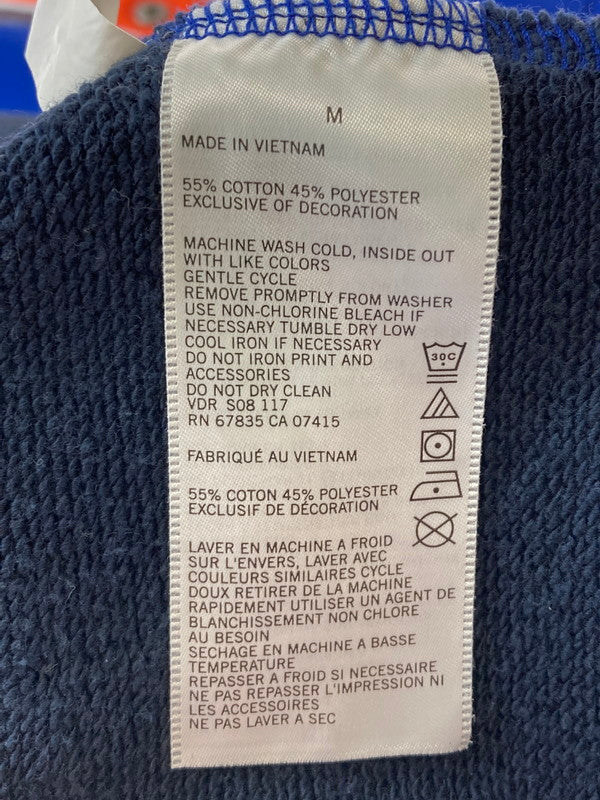 M
MADE IN VIETNAM
55% COTTON 45% POLYESTER
EXCLUSIVE OF DECORATION
MACHINE WASH COLD, INSIDE OUT
WITH LIKE COLORS
GENTLE CYCLE
REMOVE PROMPTLY FROM WASHER
USE NON-CHLORINE BLEACH IF
NECESSARY TUMBLE DRY LOW
COOL IRON IF NECESSARY
DO NOT IRON PRINT AND
ACCESSORIES
DO NOT DRY CLEAN
VDR S08 117
RN 67835 CA 07415
30C
FABRIQUÉ AU VIETNAM
55% COTON 45% POLYESTER
EXCLUSIF DE DÉCORATION
LAVER EN MACHINE A FROID
SUR L'ENVERS, LAVER AVEC
COULEURS SIMILAIRES CYCLE
DOUX RETIRER DE LA MACHINE
RAPIDEMENT UTILISER UN AGENT DE
BLANCHISSEMENT NON CHLORE
AU BESOIN
SECHAGE EN MACHINE A BASSE
TEMPERATURE
REPASSER A FROID SI NECESSAIRE
NE PAS REPASSER L'IMPRESSION NI
LES ACCESSOIRES
NE PAS LAVER A SEC